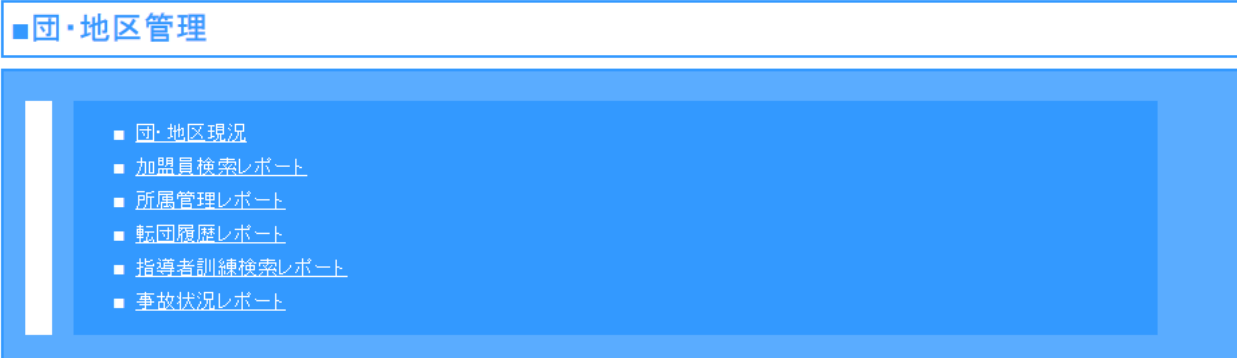 ■団・地区管理
■ 団・地区現況
■ 加盟員検索レポート
■ 所属管理レポート
■ 転団履歴レポート
■ 指導者訓練検索レポート
■ 事故状況レポート